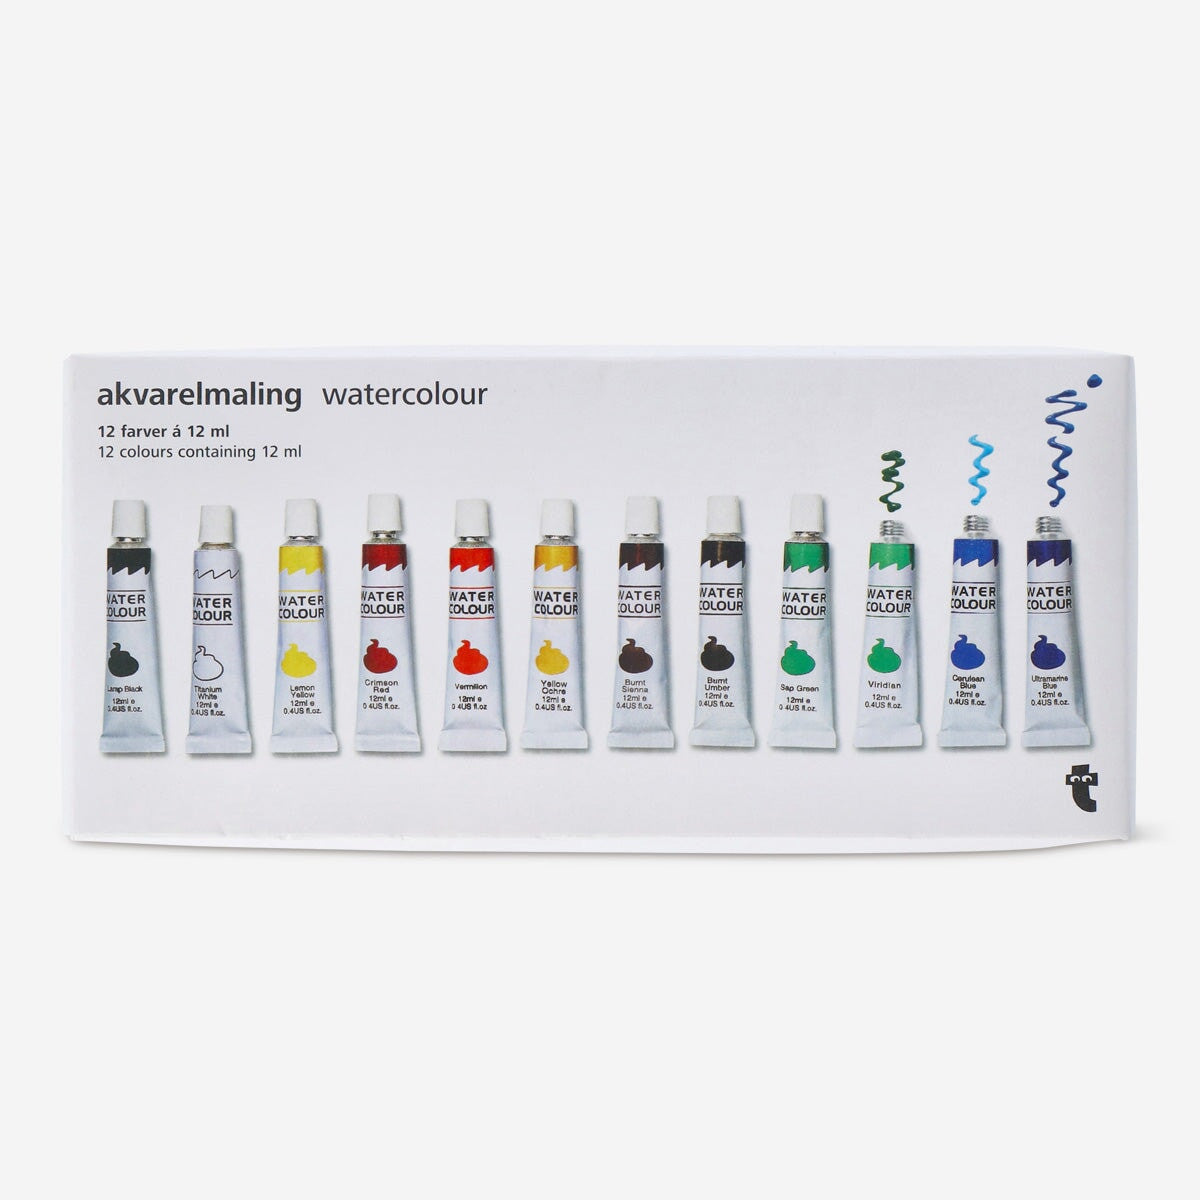 akvarelmaling watercolour
12 farver á 12 ml
12 colours containing 12 ml
WATER COLOUR
Lamp Black
12ml e
0.4US fl.oz.
WATER COLOUR
Titanium
White
12ml e
0.4US fl.oz.
WATER COLOUR
Lemon
Yellow
12ml e
0.4US fl.oz.
WATER COLOUR
Crimson
Red
12ml e
0.4US fl.oz.
WATER COLOUR
Vermilion
12ml e
0.4US fl.oz.
WATER COLOUR
Yellow
Ochre
12ml e
0.4US fl.oz.
WATER COLOUR
Burnt
Sienna
12ml e
0.4US fl.oz.
WATER COLOUR
Burnt
Umber
12ml e
0.4US fl.oz.
WATER COLOUR
Sap Green
12ml e
0.4US fl.oz.
WATER COLOUR
Viridian
12ml e
0.4US fl.oz.
WATER COLOUR
Cerulean
Blue
12ml e
0.4US fl.oz.
WATER COLOUR
Ultramarine
Blue
12ml e
0.4US fl.oz.
t